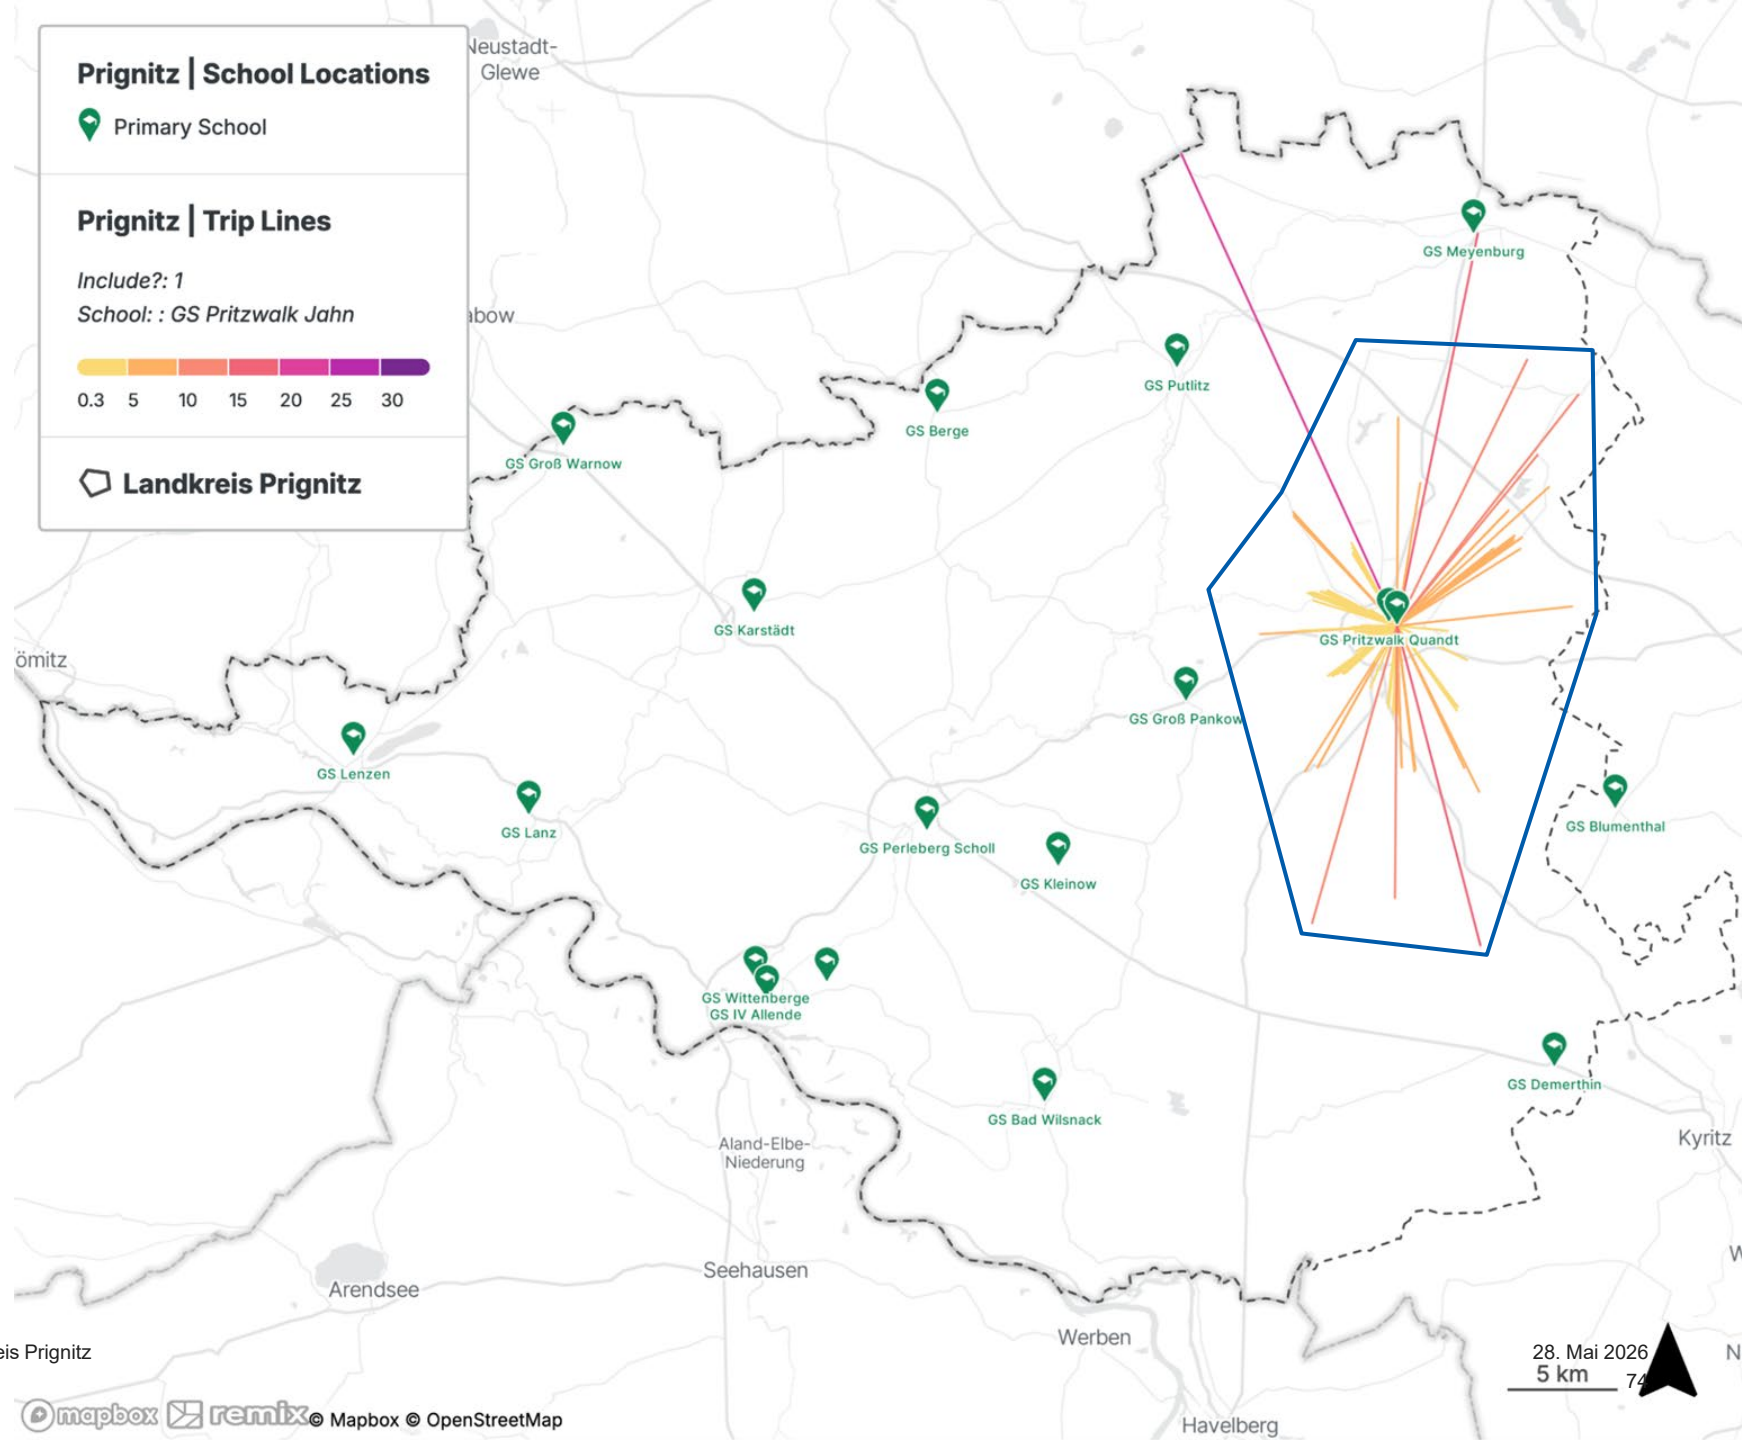 Prignitz | School Locations
Primary School
Prignitz | Trip Lines
Include?: 1
School: : GS Pritzwalk Jahn
0.3 5 10 15 20 25 30
Landkreis Prignitz
Neustadt-
Glewe
abow
GS Meyenburg
GS Putlitz
GS Berge
GS Groß Warnow
GS Karstädt
GS Pritzwalk Quandt
ömitz
GS Groß Pankow
GS Lenzen
GS Lanz
GS Blumenthal
GS Perleberg Scholl
GS Kleinow
GS Wittenberge
GS IV Allende
GS Demerthin
GS Bad Wilsnack
Kyritz
Aland-Elbe-
Niederung
Seehausen
Arendsee
Werben
Havelberg
W
N
eis Prignitz
28. Mai 2026
5 km
74
mapbox remix © Mapbox © OpenStreetMap